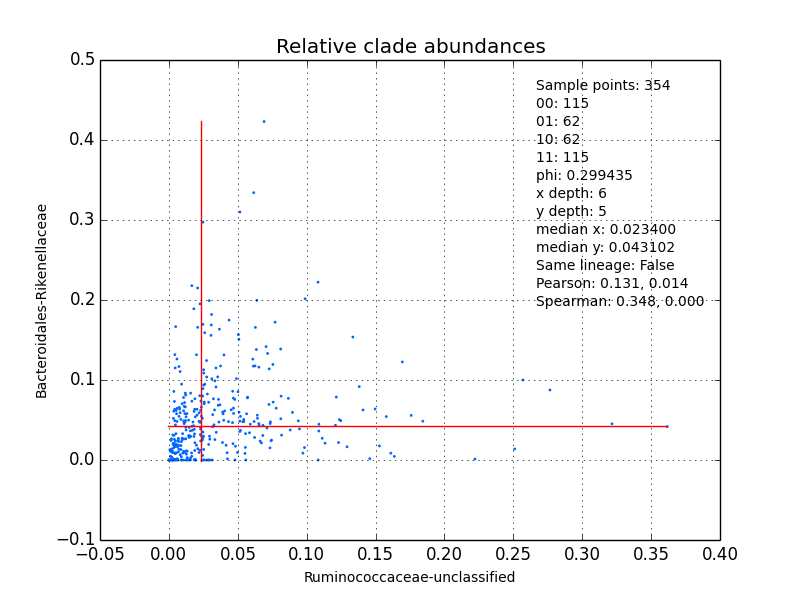 Relative clade abundances
0.5
0.4
0.3
0.2
0.1
0.0
−0.1
Bacteroidales-Rikenellaceae
Sample points: 354
00: 115
01: 62
10: 62
11: 115
phi: 0.299435
x depth: 6
y depth: 5
median x: 0.023400
median y: 0.043102
Same lineage: False
Pearson: 0.131, 0.014
Spearman: 0.348, 0.000
−0.05 0.00 0.05 0.10 0.15 0.20 0.25 0.30 0.35 0.40
Ruminococcaceae-unclassified